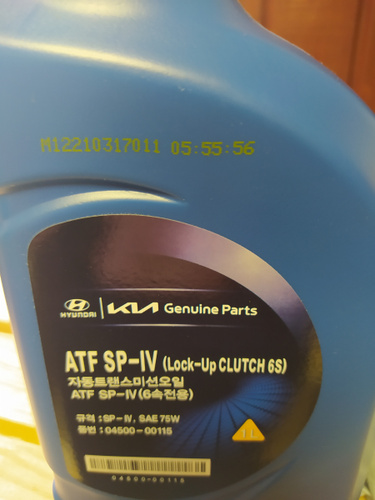 M12210317011 05:55:56
HYUNDAI | KIA Genuine Parts
ATF SP-IV (Lock-Up CLUTCH 6S)
자동트랜스미션오일
ATF SP-IV(6속전용)
규격 : SP-IV, SAE 75W
품번 : 04500-00115
1L
04500-00115